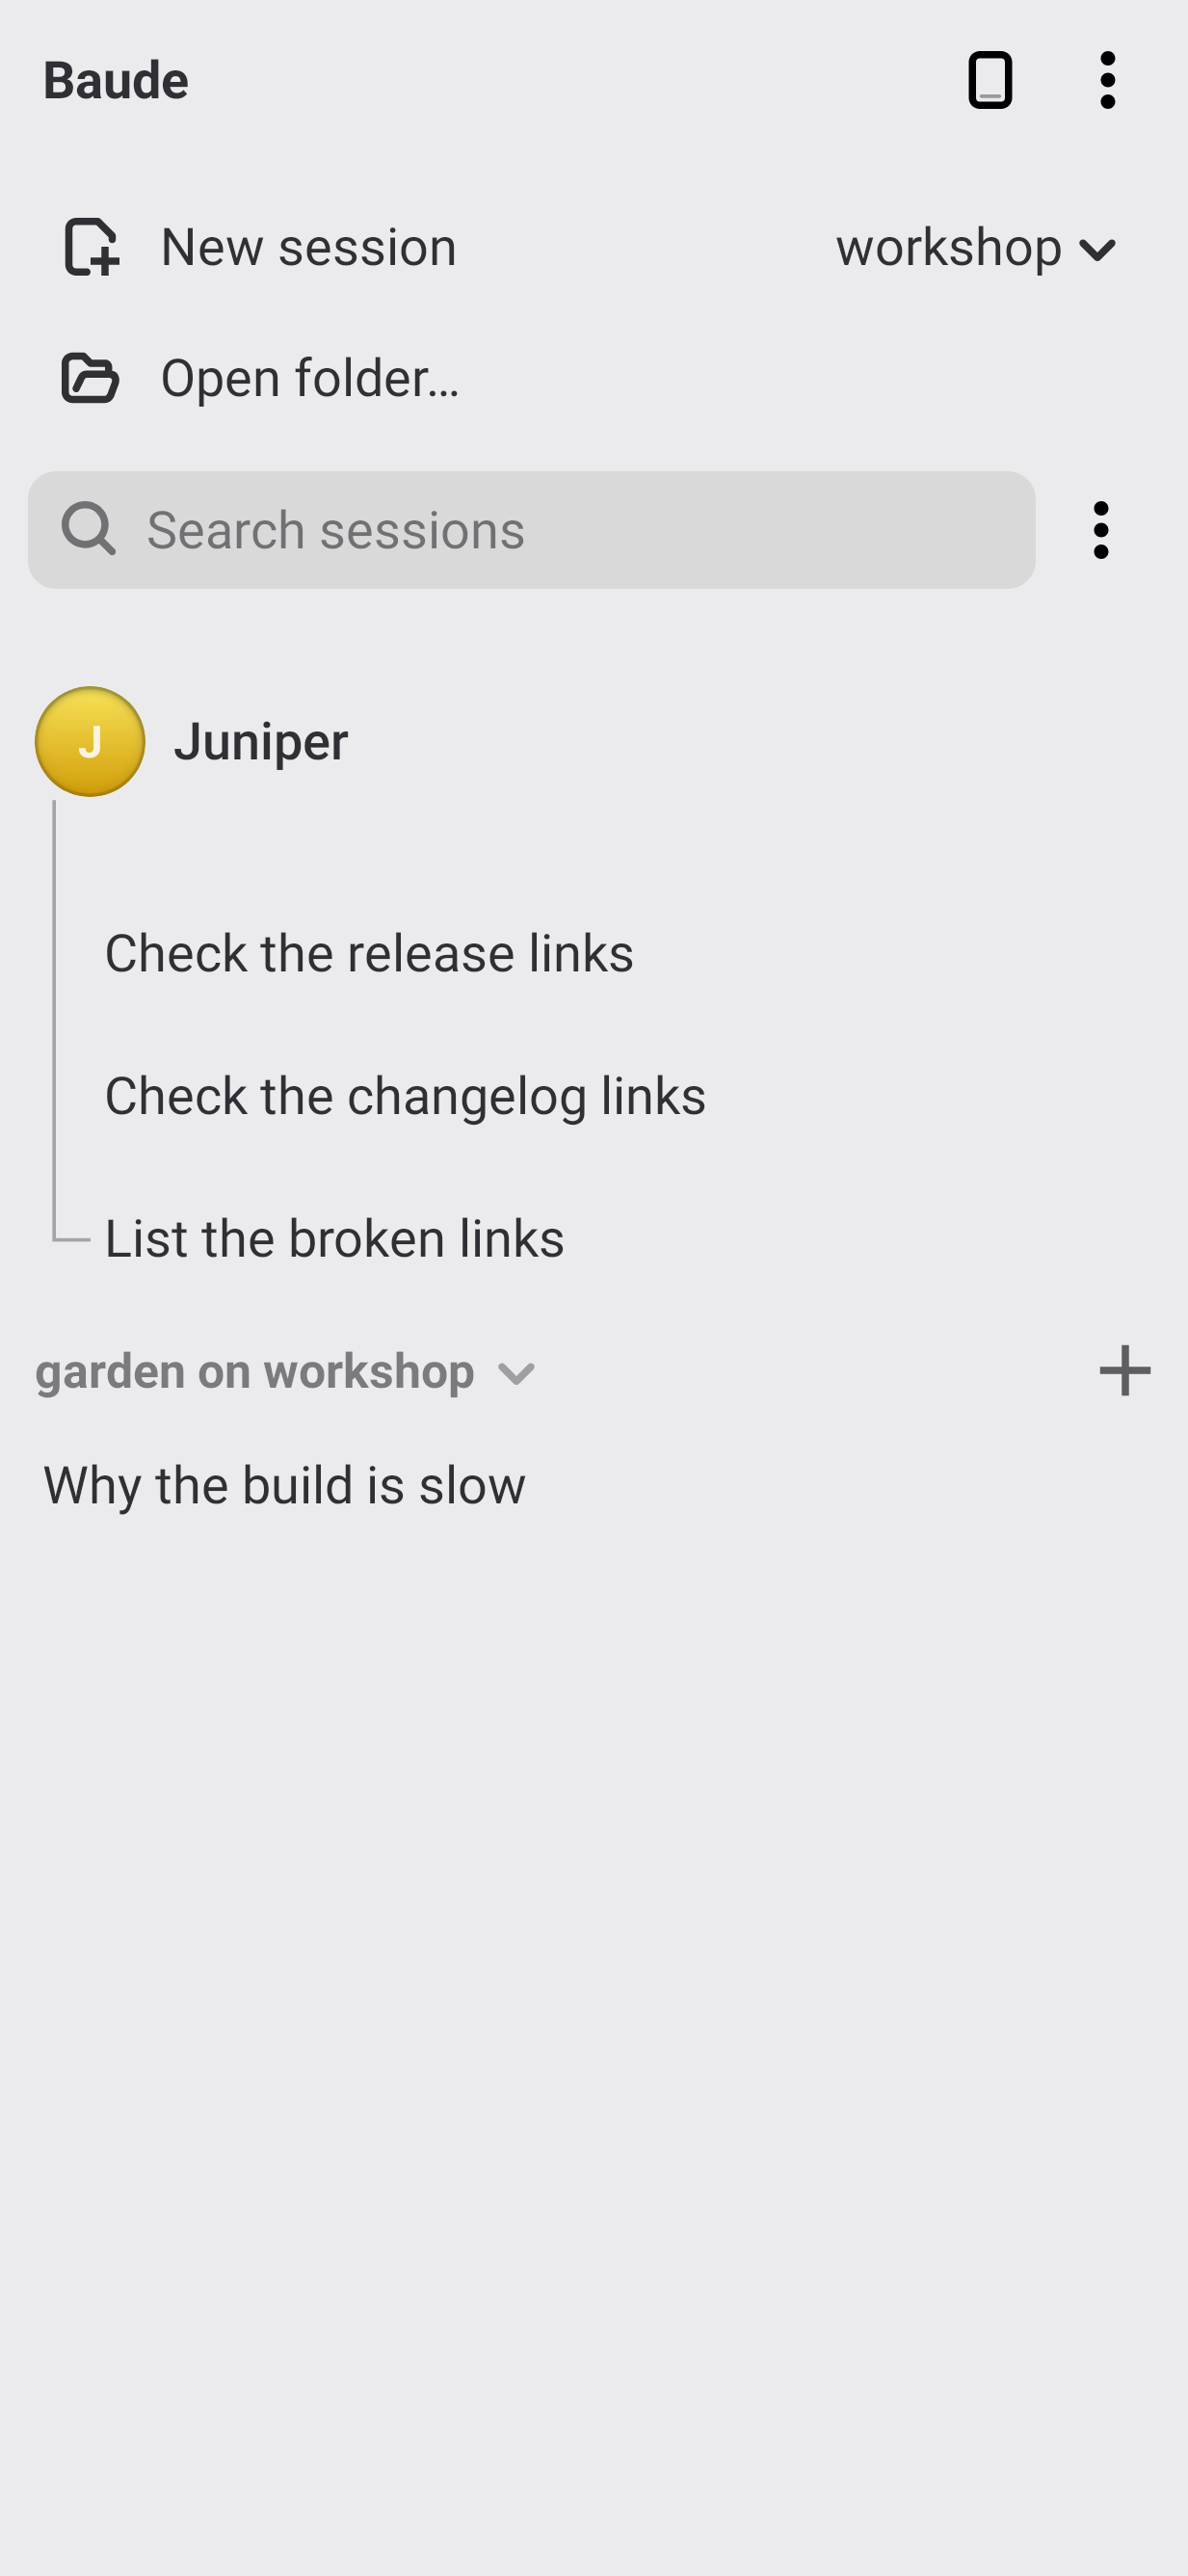 Baude
New session
workshop
Open folder…
Search sessions
J
Juniper
Check the release links
Check the changelog links
List the broken links
garden on workshop
Why the build is slow